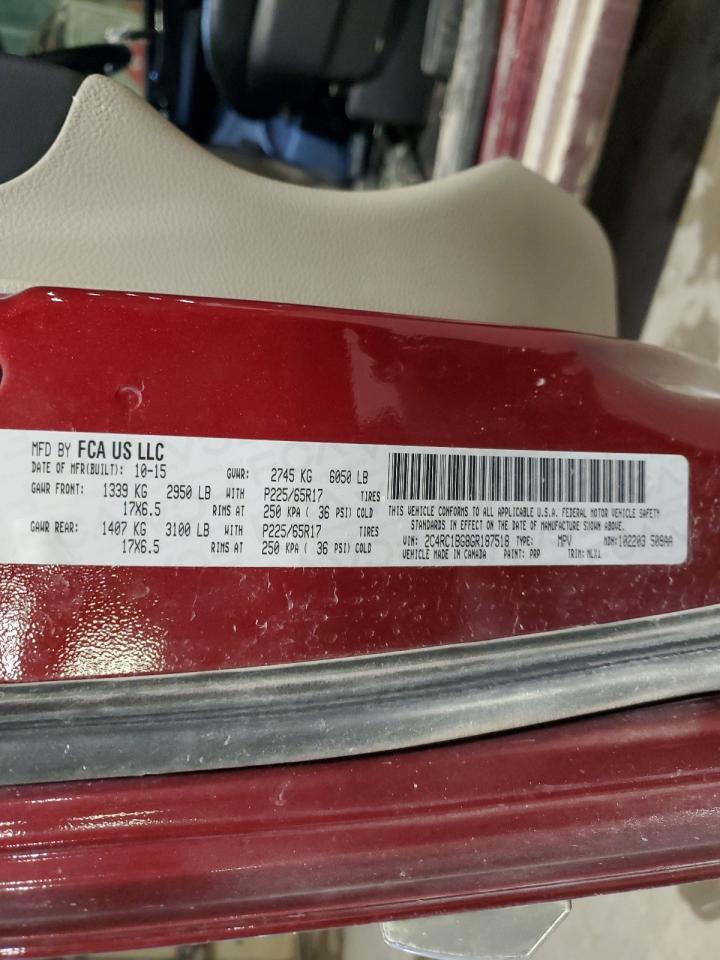 MFD BY FCA US LLC
DATE OF MFR(BUILT): 10-15 GVWR: 2745 KG 6050 LB
GAWR FRONT: 1339 KG 2950 LB WITH P225/65R17 TIRES
17X6.5 RIMS AT 250 KPA ( 36 PSI) COLD
GAWR REAR: 1407 KG 3100 LB WITH P225/65R17 TIRES
17X6.5 RIMS AT 250 KPA ( 36 PSI) COLD
THIS VEHICLE CONFORMS TO ALL APPLICABLE U.S.A. FEDERAL MOTOR VEHICLE SAFETY
STANDARDS IN EFFECT ON THE DATE OF MANUFACTURE SHOWN ABOVE.
VIN: 2C4RC1BG8GR187518 TYPE: MPV MDH: 102203 509AA
VEHICLE MADE IN CANADA PAINT: PRP TRIM: